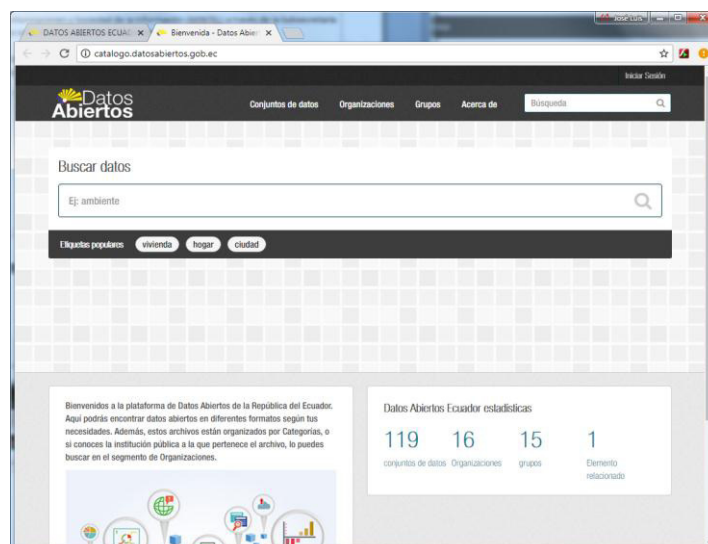 José Luis
DATOS ABIERTOS ECUA
Bienvenida - Datos Abier
catalogo.datosabiertos.gob.ec
Iniciar Sesión
Datos
Abiertos
Conjuntos de datos
Organizaciones
Grupos
Acerca de
Búsqueda
Buscar datos
Ej: ambiente
Etiquetas populares
vivienda
hogar
ciudad
Bienvenidos a la plataforma de Datos Abiertos de la República del Ecuador.
Aquí podrás encontrar datos abiertos en diferentes formatos según tus
necesidades. Además, estos archivos están organizados por Categorías, o
si conoces la institución pública a la que pertenece el archivo, lo puedes
buscar en el segmento de Organizaciones.
Datos Abiertos Ecuador estadísticas
119
conjuntos de datos
16
Organizaciones
15
grupos
1
Elemento
relacionado